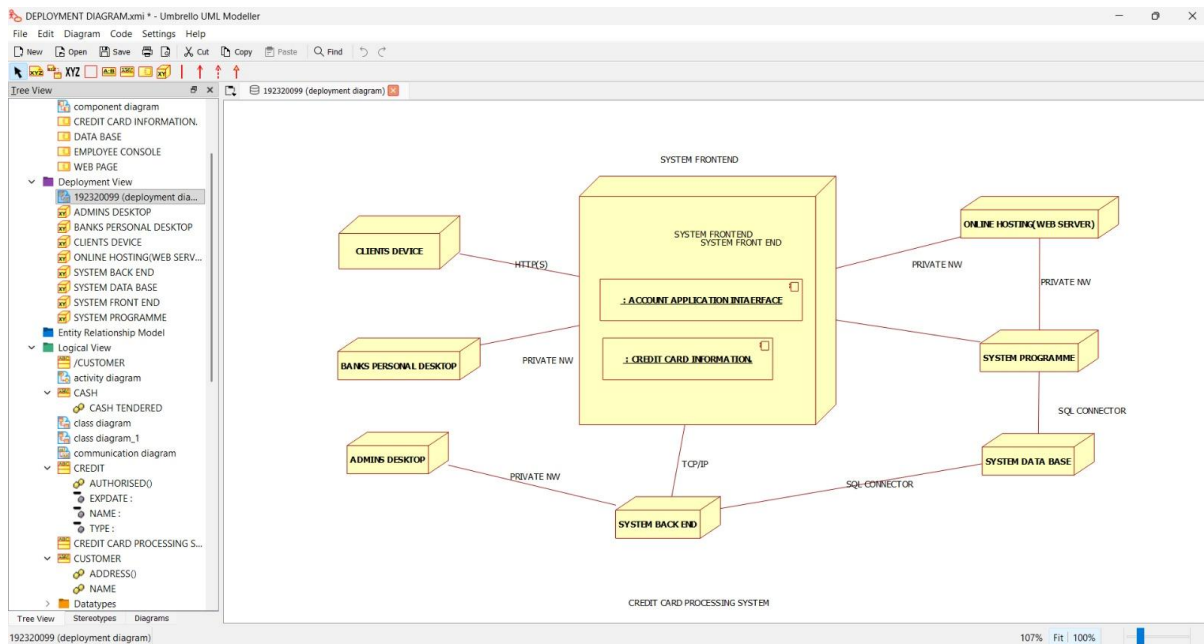 DEPLOYMENT DIAGRAM.xmi * - Umbrello UML Modeller
File Edit Diagram Code Settings Help
New Open Save Cut Copy Paste Find
XYZ XYZ A:B ABC XY
Tree View
192320099 (deployment diagram)
component diagram
CREDIT CARD INFORMATION.
DATA BASE
EMPLOYEE CONSOLE
WEB PAGE
Deployment View
192320099 (deployment dia...
ADMINS DESKTOP
BANKS PERSONAL DESKTOP
CLIENTS DEVICE
ONLINE HOSTING(WEB SERV...
SYSTEM BACK END
SYSTEM DATA BASE
SYSTEM FRONT END
SYSTEM PROGRAMME
Entity Relationship Model
Logical View
/CUSTOMER
activity diagram
CASH
CASH TENDERED
class diagram
class diagram_1
communication diagram
CREDIT
AUTHORISED()
EXPDATE :
NAME :
TYPE :
CREDIT CARD PROCESSING S...
CUSTOMER
ADDRESS()
NAME
Datatypes
Tree View Stereotypes Diagrams
SYSTEM FRONTEND
SYSTEM FRONTEND
SYSTEM FRONT END
CLIENTS DEVICE
HTTP(S)
ONLINE HOSTING(WEB SERVER)
PRIVATE NW
PRIVATE NW
: ACCOUNT APPLICATION INTAERFACE
BANKS PERSONAL DESKTOP
PRIVATE NW
: CREDIT CARD INFORMATION.
SYSTEM PROGRAMME
SQL CONNECTOR
ADMINS DESKTOP
PRIVATE NW
TCP/IP
SYSTEM DATA BASE
SQL CONNECTOR
SYSTEM BACK END
CREDIT CARD PROCESSING SYSTEM
192320099 (deployment diagram)
107% Fit 100%